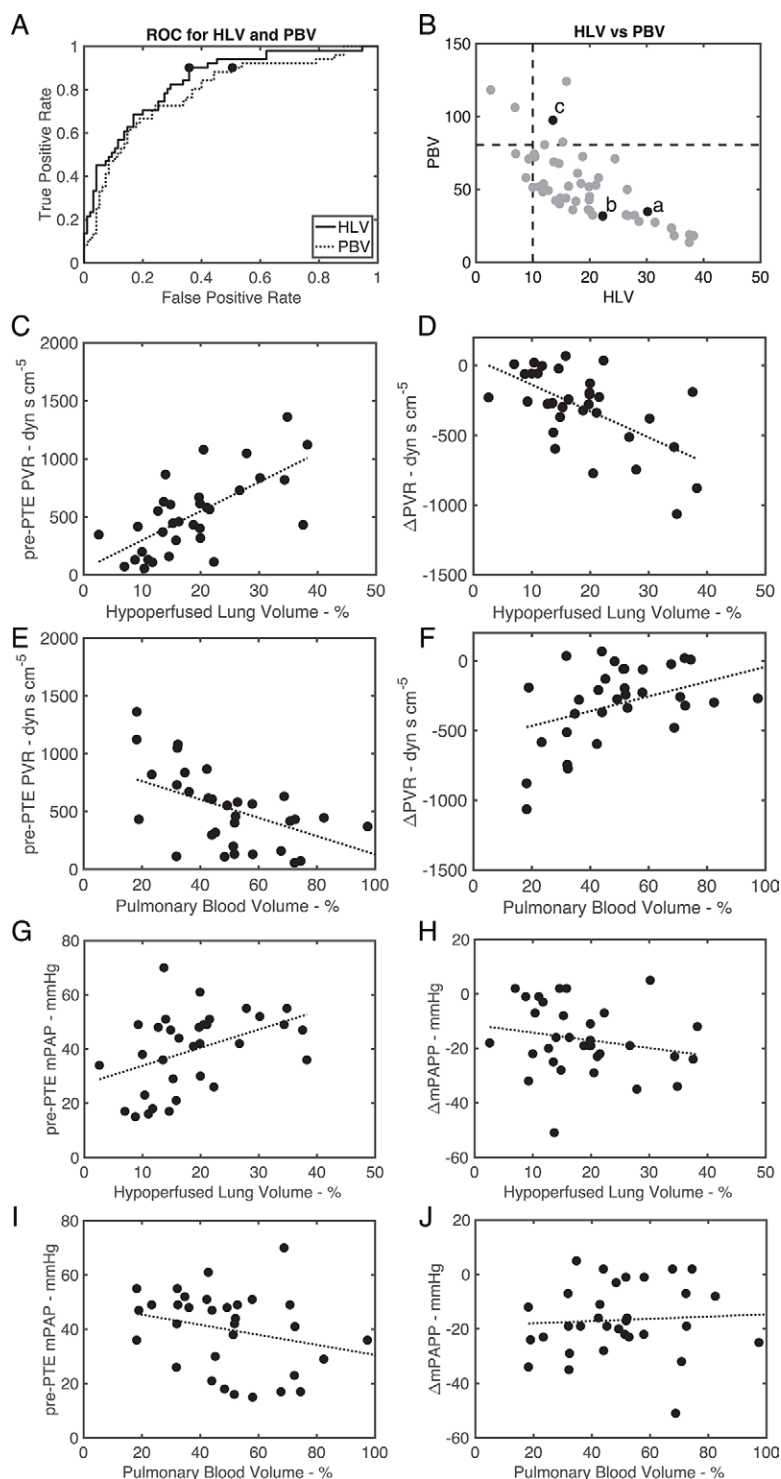 A
ROC for HLV and PBV
1
0.8
0.6
0.4
0.2
0
True Positive Rate
0 0.2 0.4 0.6 0.8 1
False Positive Rate
HLV
PBV
B
HLV vs PBV
150
100
50
0
PBV
c
b
a
0 10 20 30 40 50
HLV
C
2000
1500
1000
500
0
pre-PTE PVR - dyn s cm-5
0 10 20 30 40 50
Hypoperfused Lung Volume - %
D
0
-500
-1000
-1500
ΔPVR - dyn s cm-5
0 10 20 30 40 50
Hypoperfused Lung Volume - %
E
2000
1500
1000
500
0
pre-PTE PVR - dyn s cm-5
0 20 40 60 80 100
Pulmonary Blood Volume - %
F
0
-500
-1000
-1500
ΔPVR - dyn s cm-5
0 20 40 60 80 100
Pulmonary Blood Volume - %
G
80
60
40
20
0
pre-PTE mPAP - mmHg
0 10 20 30 40 50
Hypoperfused Lung Volume - %
H
20
0
-20
-40
-60
ΔmPAPP - mmHg
0 10 20 30 40 50
Hypoperfused Lung Volume - %
I
80
60
40
20
0
pre-PTE mPAP - mmHg
0 20 40 60 80 100
Pulmonary Blood Volume - %
J
20
0
-20
-40
-60
ΔmPAPP - mmHg
0 20 40 60 80 100
Pulmonary Blood Volume - %